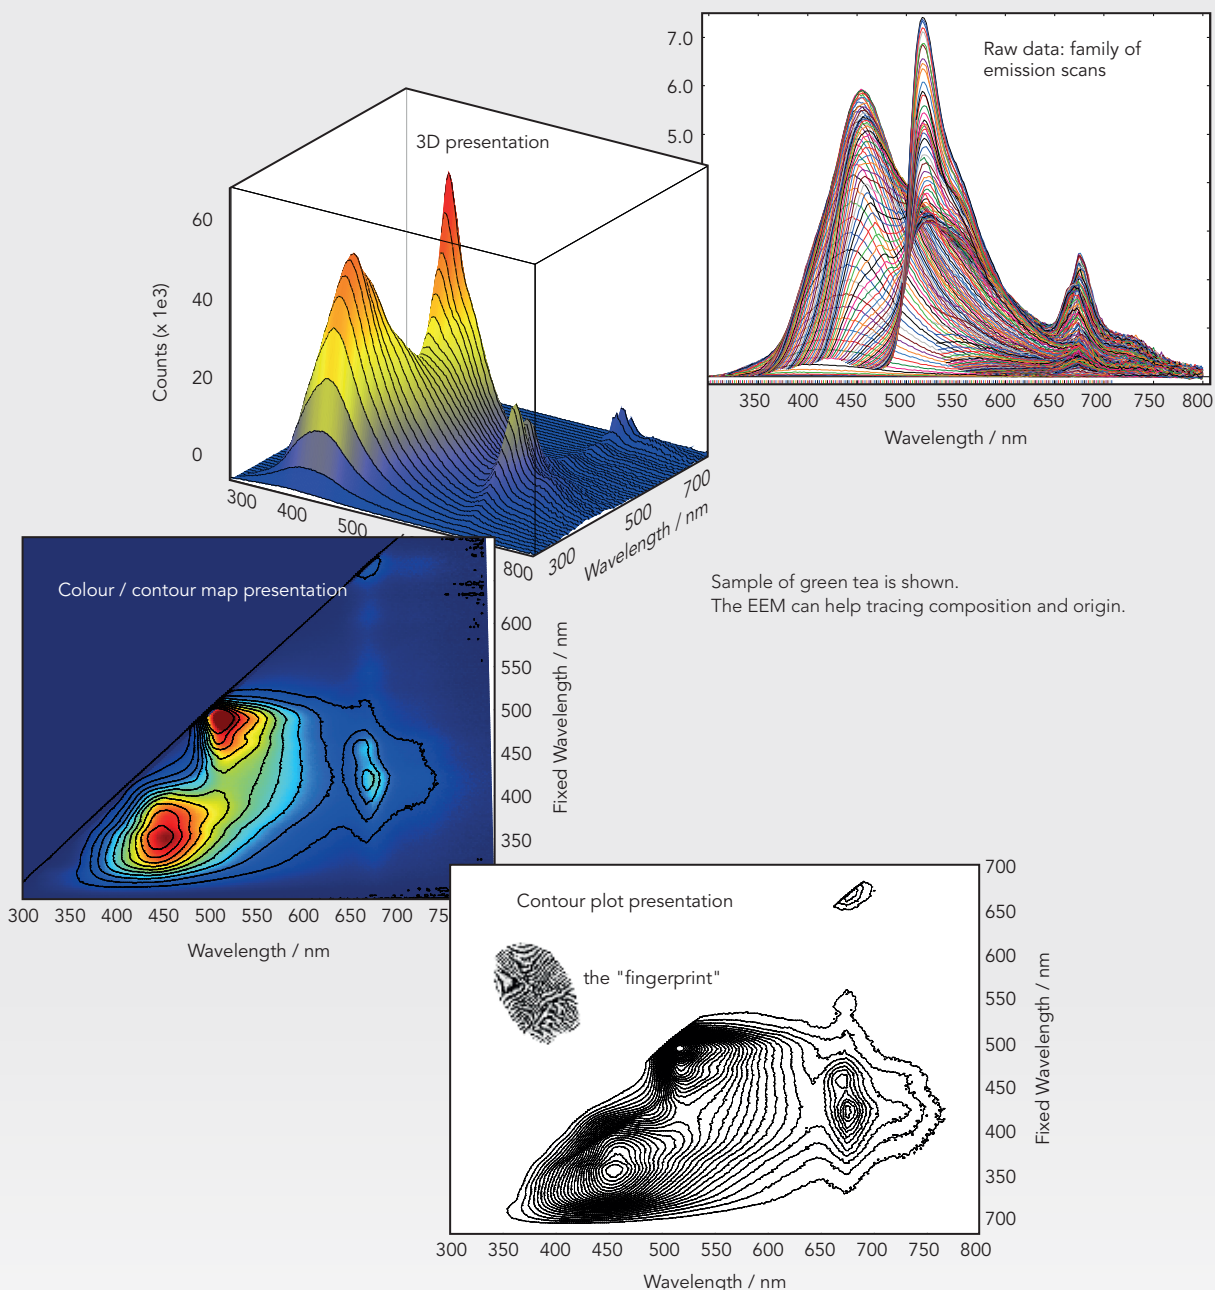 7.0
6.0
5.0
Raw data: family of
emission scans
350 400 450 500 550 600 650 700 750 800
Wavelength / nm
3D presentation
60
40
20
0
Counts (x 1e3)
300 400 500 800
300 500 700
Wavelength / nm
Colour / contour map presentation
600
550
500
450
400
350
Fixed Wavelength / nm
300 350 400 450 500 550 600 650 700
Wavelength / nm
Sample of green tea is shown.
The EEM can help tracing composition and origin.
Contour plot presentation
the "fingerprint"
700
650
600
550
500
450
400
350
700
Fixed Wavelength / nm
300 350 400 450 500 550 600 650 700 750 800
Wavelength / nm